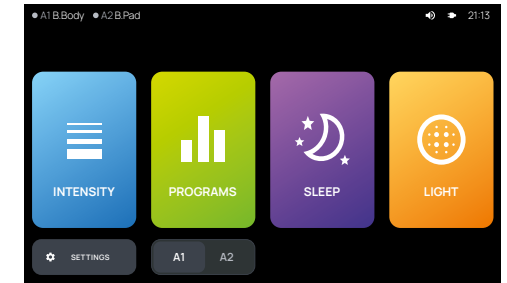 A1 B.Body A2 B.Pad 21:13
INTENSITY PROGRAMS SLEEP LIGHT
SETTINGS A1 A2